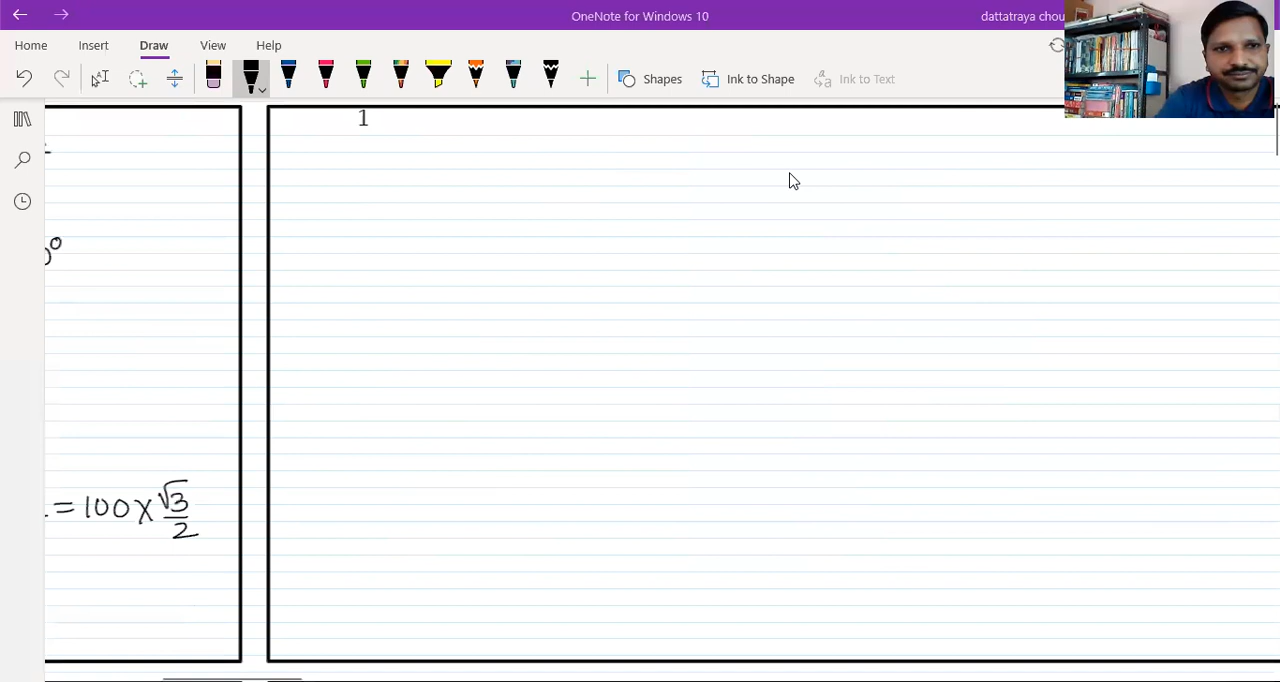 OneNote for Windows 10
dattatraya chou
Home Insert Draw View Help
Shapes Ink to Shape Ink to Text
1
0°
= 100 × √3/2